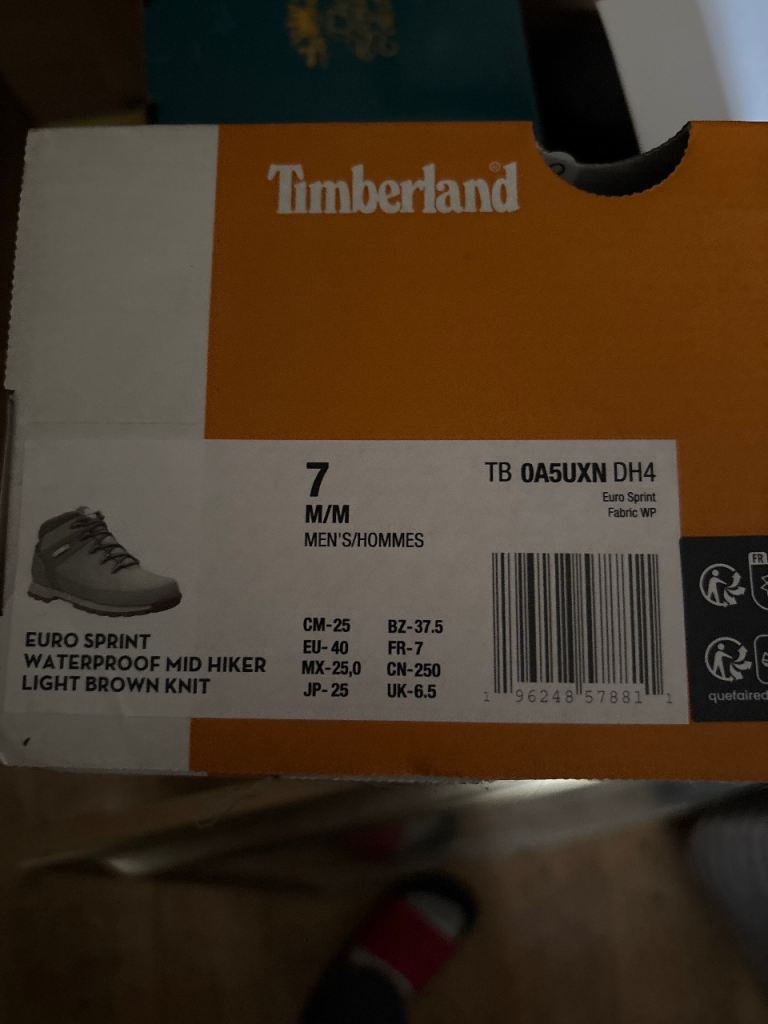 Timberland®
7
M/M
MEN'S/HOMMES
TB 0A5UXN DH4
Euro Sprint
Fabric WP
EURO SPRINT
WATERPROOF MID HIKER
LIGHT BROWN KNIT
CM-25 BZ-37.5
EU-40 FR-7
MX-25,0 CN-250
JP-25 UK-6.5
1 96248 57881 1
FR
quefaired